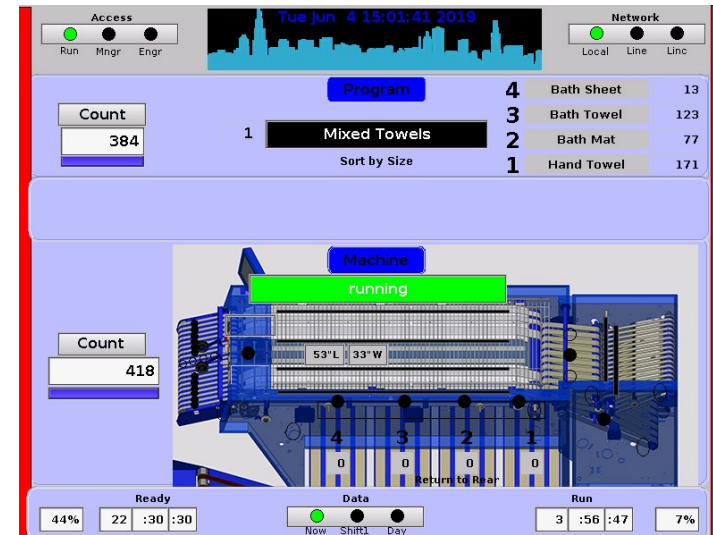 Access
Run Mngr Engr
Tue Jun 4 15:01:41 2019
Network
Local Line Linc
Count
384
Program
1 Mixed Towels
Sort by Size
4 Bath Sheet 13
3 Bath Towel 123
2 Bath Mat 77
1 Hand Towel 171
Machine
running
Count
418
53"L 33"W
4 3 2 1
0 0 0 0
Return to Rear
Ready
44% 22 :30 :30
Data
Now Shift1 Day
Run
3 :56 :47 7%